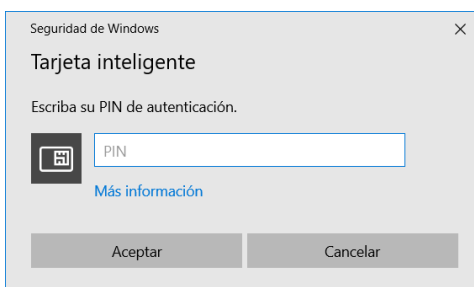 Seguridad de Windows
Tarjeta inteligente
Escriba su PIN de autenticación.
PIN
Más información
Aceptar
Cancelar